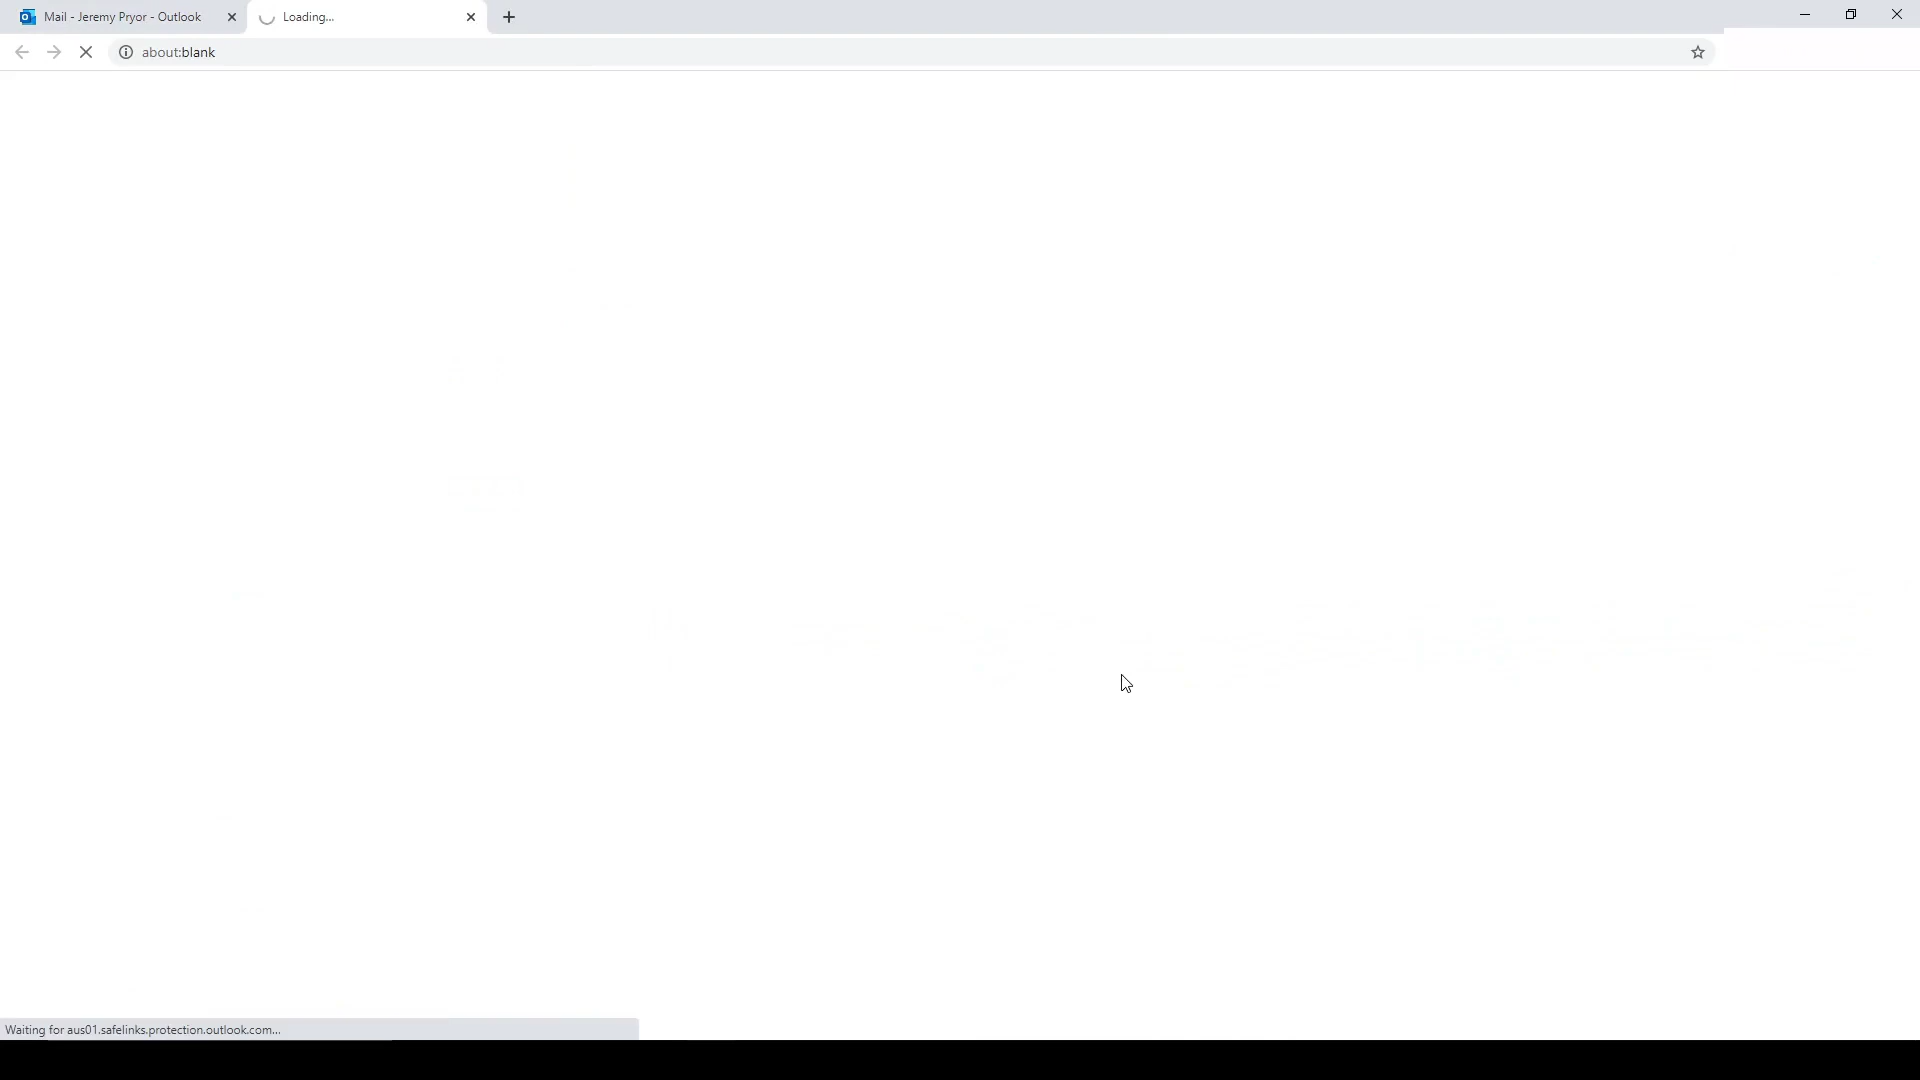 Mail - Jeremy Pryor - Outlook
Loading...
about:blank
Waiting for aus01.safelinks.protection.outlook.com...